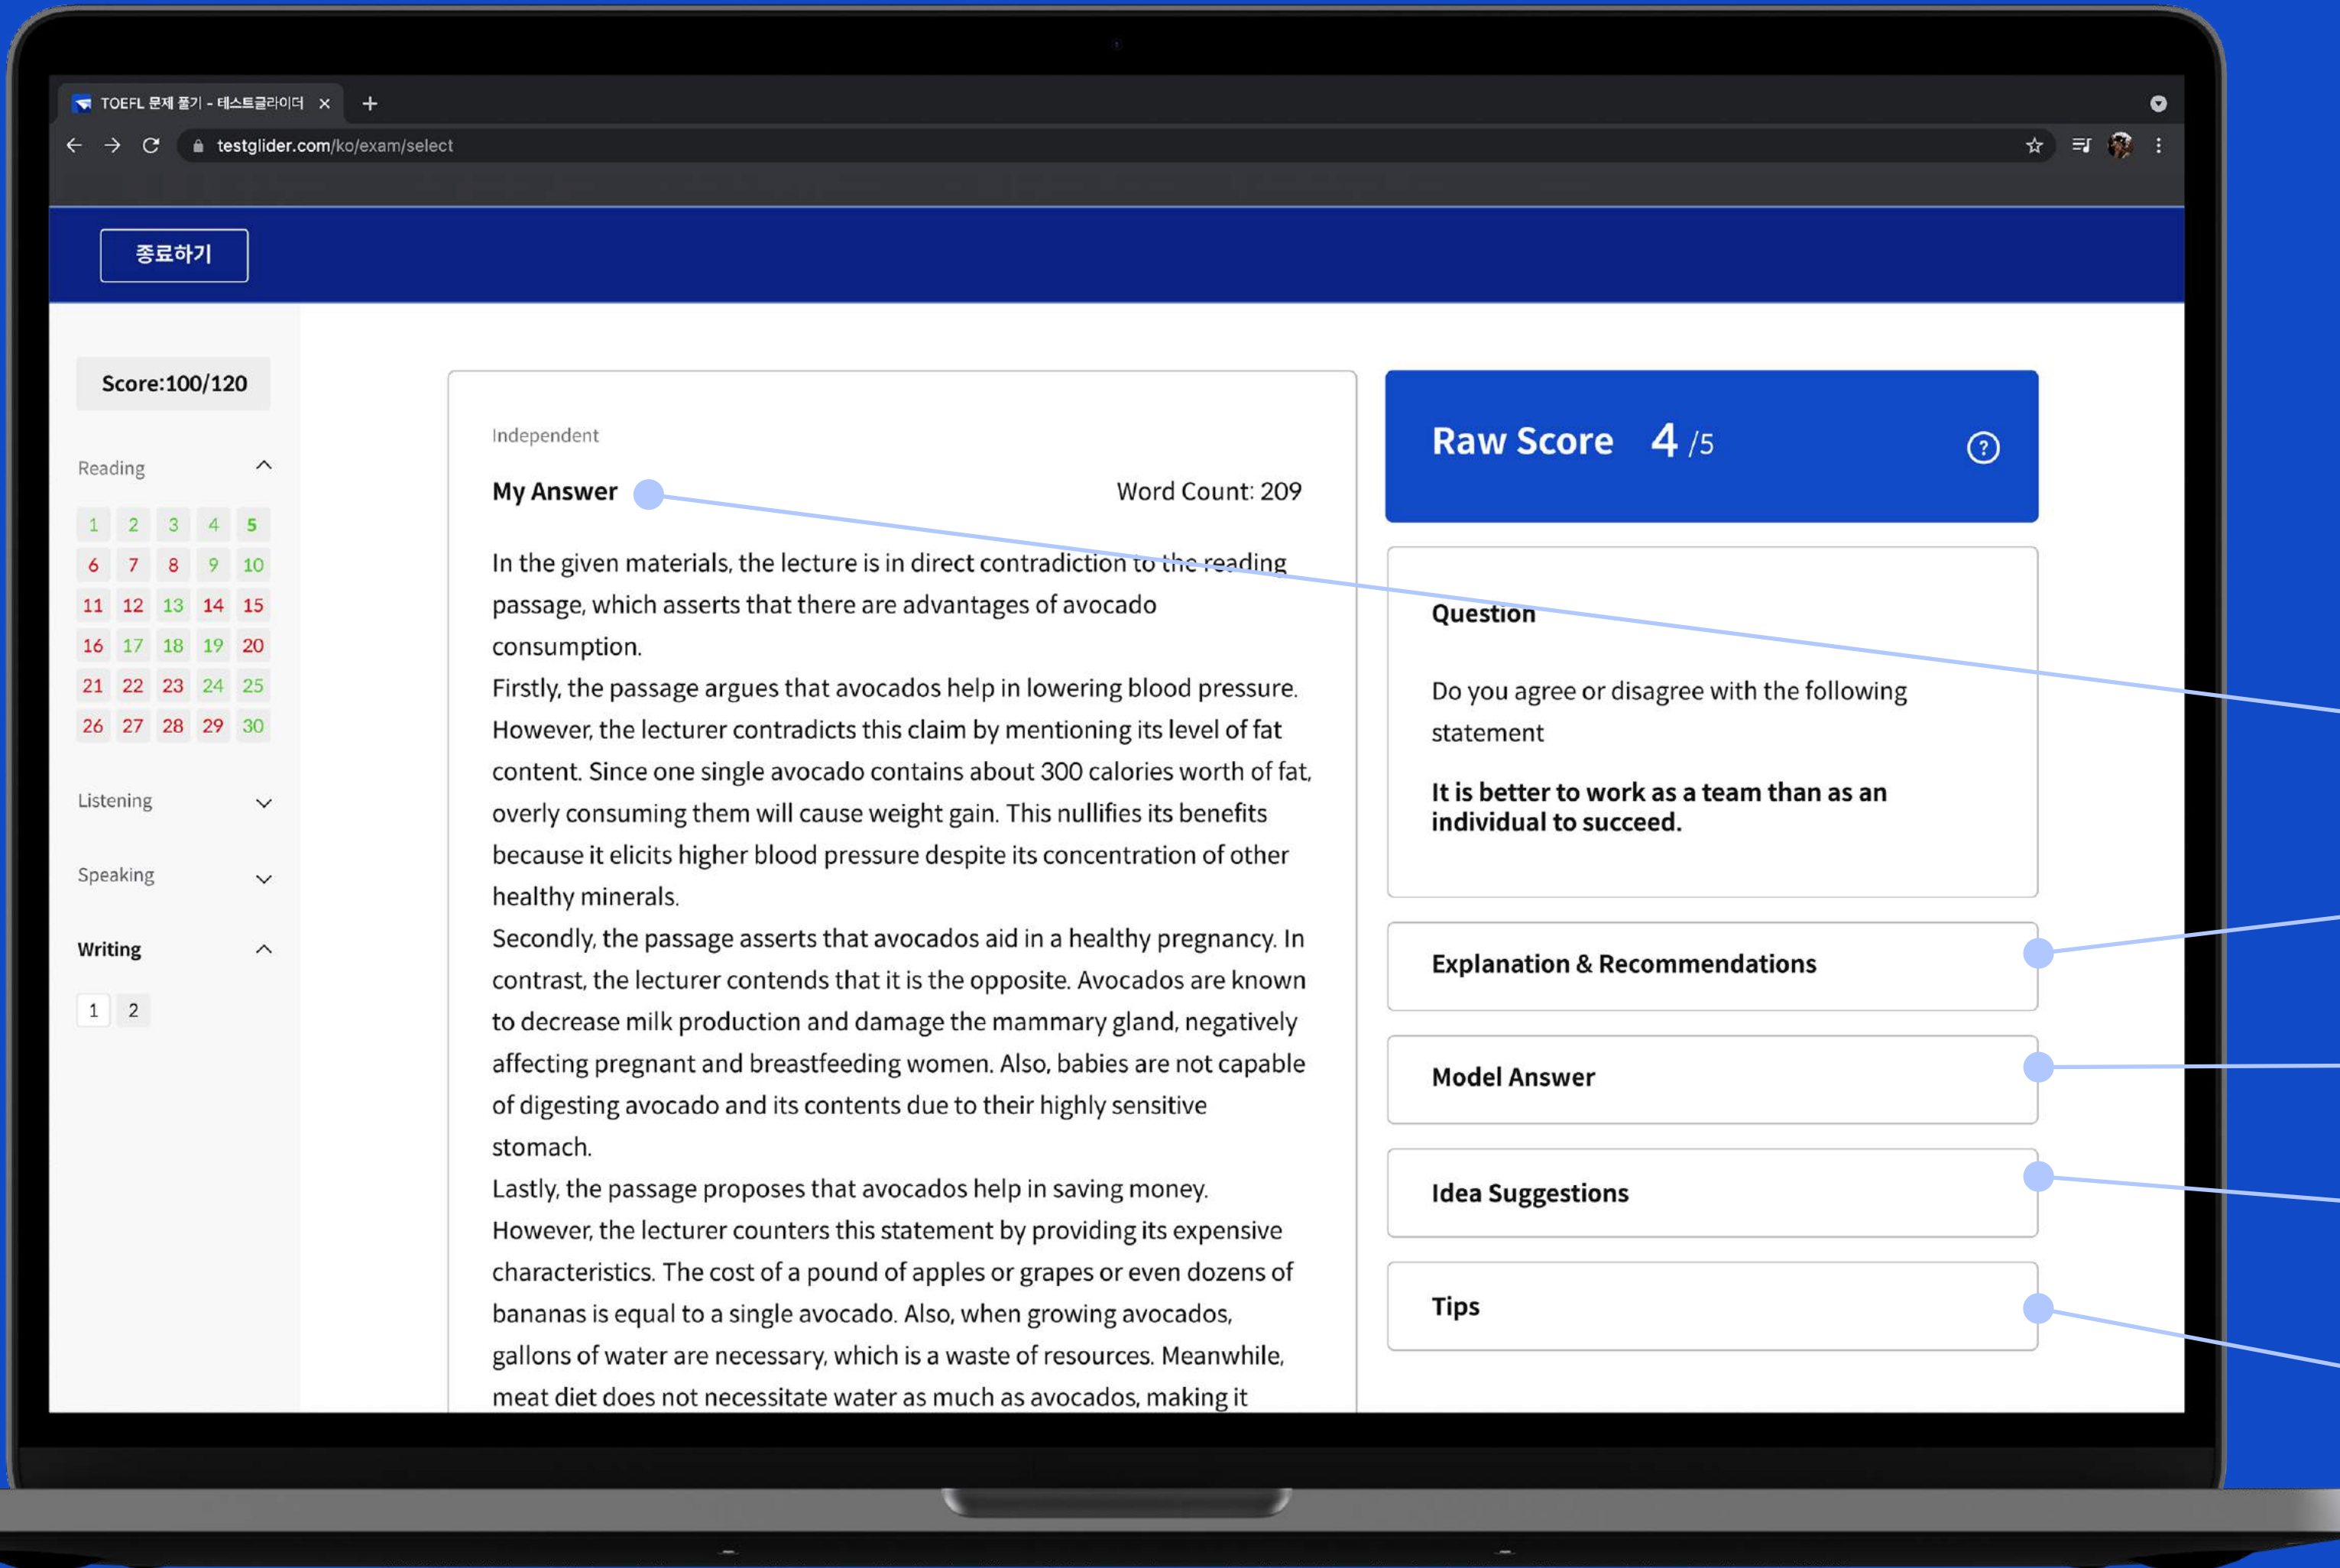 TOEFL 문제 풀기 - 테스트글라이더
testglider.com/ko/exam/select
종료하기
Score:100/120
Reading
1 2 3 4 5
6 7 8 9 10
11 12 13 14 15
16 17 18 19 20
21 22 23 24 25
26 27 28 29 30
Listening
Speaking
Writing
1 2
Independent
My Answer
Word Count: 209
In the given materials, the lecture is in direct contradiction to the reading
passage, which asserts that there are advantages of avocado
consumption.
Firstly, the passage argues that avocados help in lowering blood pressure.
However, the lecturer contradicts this claim by mentioning its level of fat
content. Since one single avocado contains about 300 calories worth of fat,
overly consuming them will cause weight gain. This nullifies its benefits
because it elicits higher blood pressure despite its concentration of other
healthy minerals.
Secondly, the passage asserts that avocados aid in a healthy pregnancy. In
contrast, the lecturer contends that it is the opposite. Avocados are known
to decrease milk production and damage the mammary gland, negatively
affecting pregnant and breastfeeding women. Also, babies are not capable
of digesting avocado and its contents due to their highly sensitive
stomach.
Lastly, the passage proposes that avocados help in saving money.
However, the lecturer counters this statement by providing its expensive
characteristics. The cost of a pound of apples or grapes or even dozens of
bananas is equal to a single avocado. Also, when growing avocados,
gallons of water are necessary, which is a waste of resources. Meanwhile,
meat diet does not necessitate water as much as avocados, making it
Raw Score 4 /5
Question
Do you agree or disagree with the following
statement
It is better to work as a team than as an
individual to succeed.
Explanation & Recommendations
Model Answer
Idea Suggestions
Tips